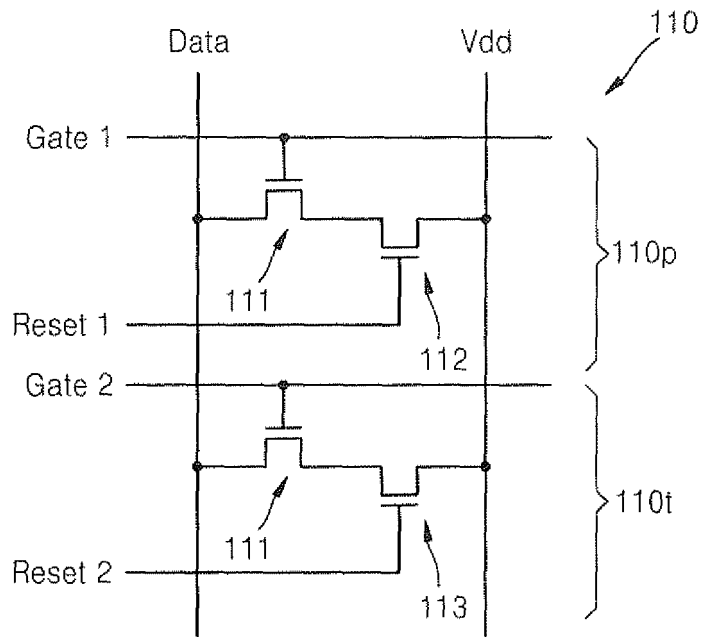 Data
Vdd
110
Gate 1
110p
111
112
Reset 1
Gate 2
110t
111
113
Reset 2